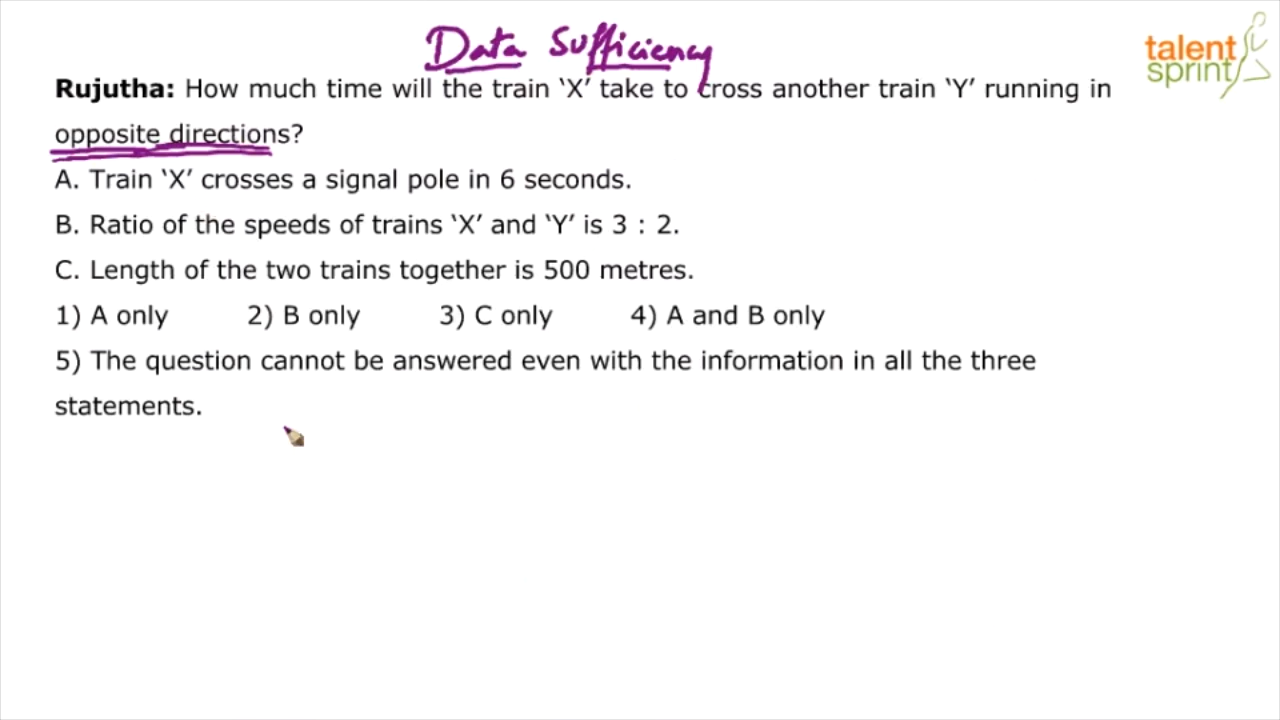 Data Sufficiency
talent
sprint
Rujutha: How much time will the train ‘X’ take to cross another train ‘Y’ running in
opposite directions?
A. Train ‘X’ crosses a signal pole in 6 seconds.
B. Ratio of the speeds of trains ‘X’ and ‘Y’ is 3 : 2.
C. Length of the two trains together is 500 metres.
1) A only 2) B only 3) C only 4) A and B only
5) The question cannot be answered even with the information in all the three
statements.